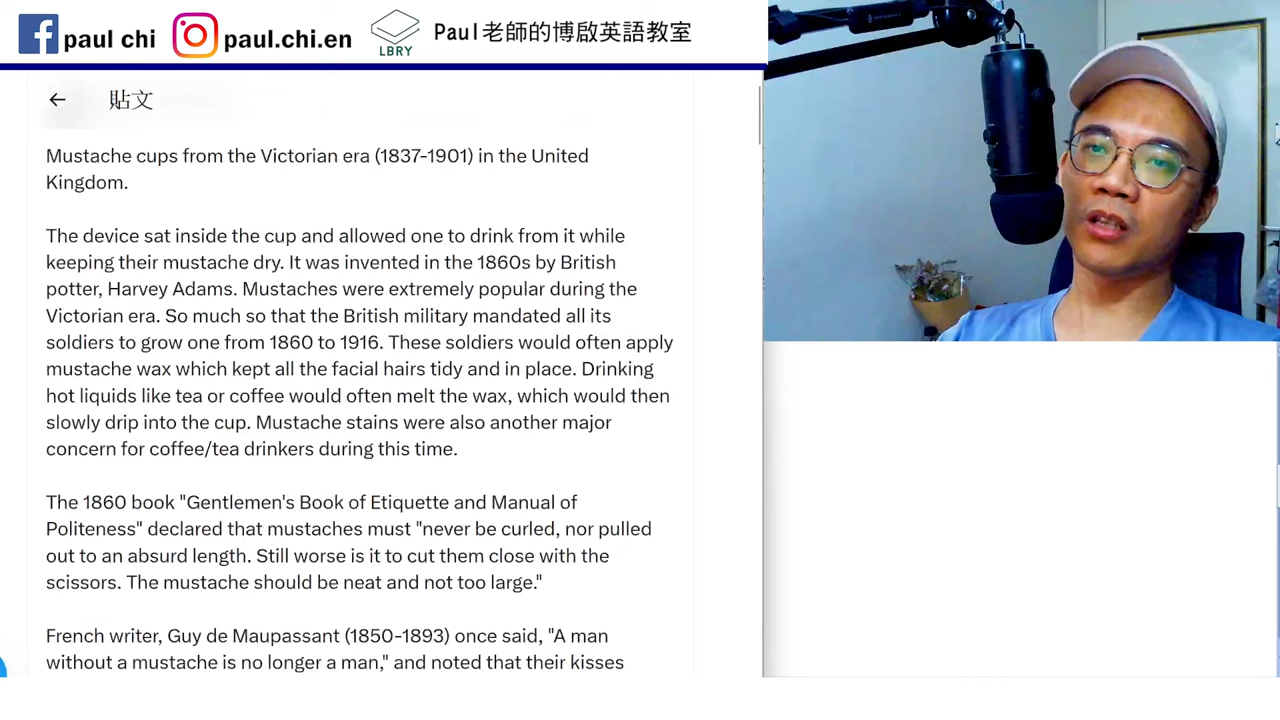 paul chi
paul.chi.en
LBRY
Paul老師的博啟英語教室
貼文
Mustache cups from the Victorian era (1837-1901) in the United
Kingdom.
The device sat inside the cup and allowed one to drink from it while
keeping their mustache dry. It was invented in the 1860s by British
potter, Harvey Adams. Mustaches were extremely popular during the
Victorian era. So much so that the British military mandated all its
soldiers to grow one from 1860 to 1916. These soldiers would often apply
mustache wax which kept all the facial hairs tidy and in place. Drinking
hot liquids like tea or coffee would often melt the wax, which would then
slowly drip into the cup. Mustache stains were also another major
concern for coffee/tea drinkers during this time.
The 1860 book "Gentlemen's Book of Etiquette and Manual of
Politeness" declared that mustaches must "never be curled, nor pulled
out to an absurd length. Still worse is it to cut them close with the
scissors. The mustache should be neat and not too large."
French writer, Guy de Maupassant (1850-1893) once said, "A man
without a mustache is no longer a man," and noted that their kisses